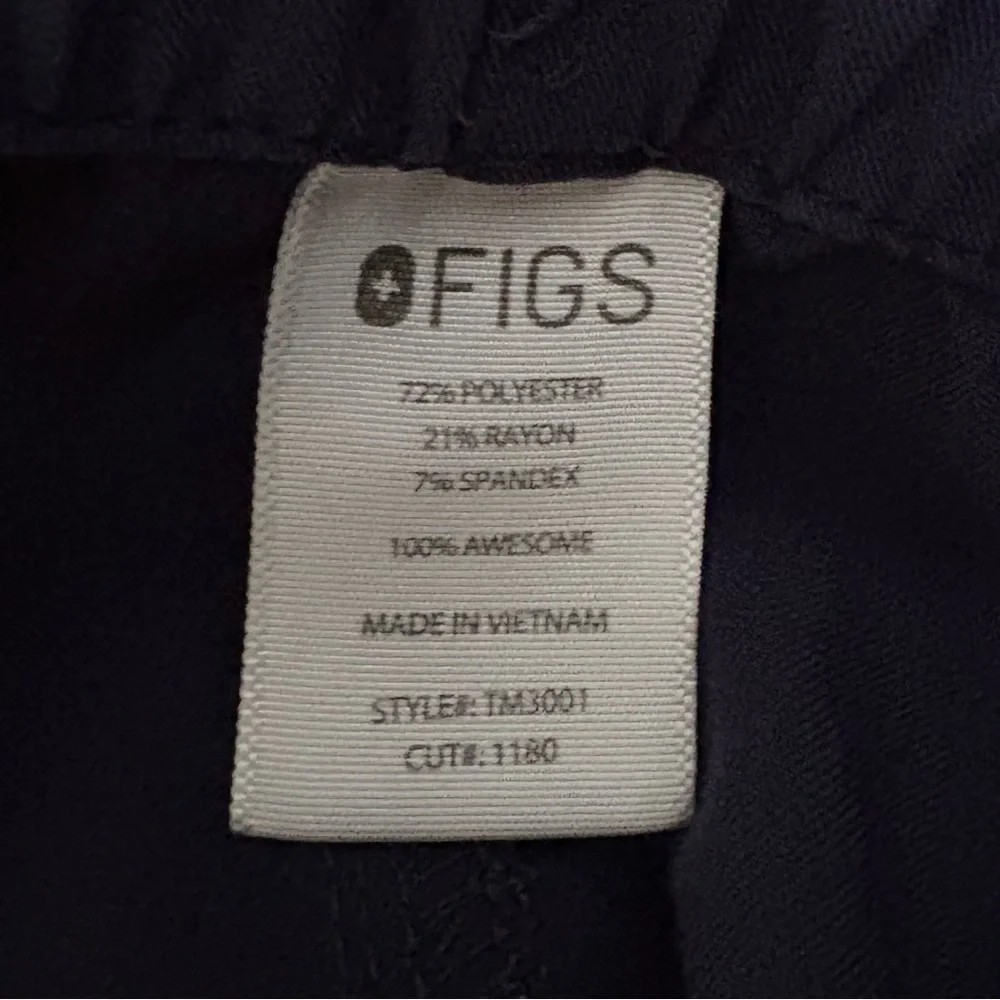 FIGS
72% POLYESTER
21% RAYON
7% SPANDEX
100% AWESOME
MADE IN VIETNAM
STYLE#: TM3001
CUT#: 1180